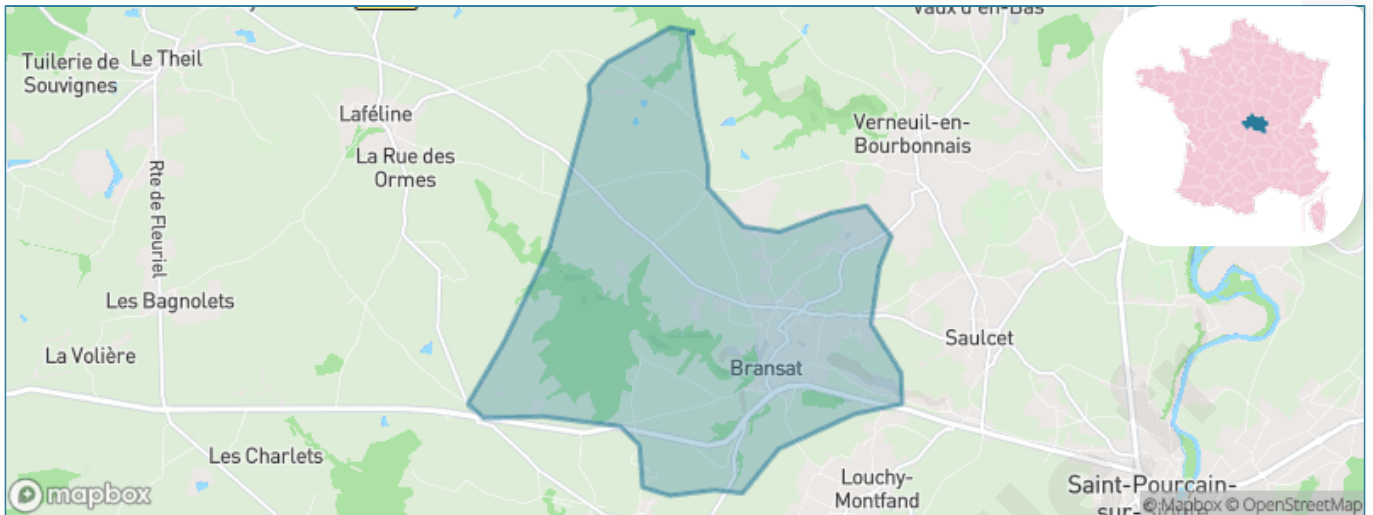 Vaux d'en-Bas
Tuilerie de
Souvignes
Le Theil
Laféline
Verneuil-en-
Bourbonnais
La Rue des
Ormes
Rte de Fleuriel
Les Bagnolets
La Volière
Saulcet
Bransat
Les Charlets
Louchy-
Montfand
Saint-Pourçain-
mapbox
© Mapbox © OpenStreetMap